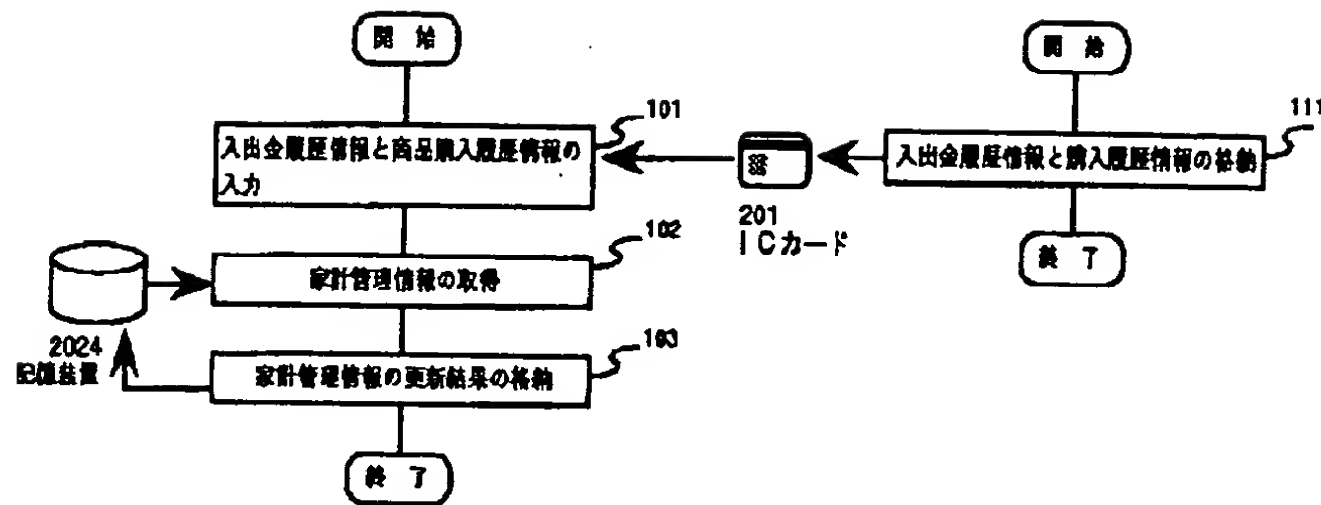 開 始
101
入出金履歴情報と商品購入履歴情報の
入力
102
家計管理情報の取得
2024
記憶装置
103
家計管理情報の更新結果の格納
終 了
201
ICカード
開 始
111
入出金履歴情報と購入履歴情報の格納
終 了